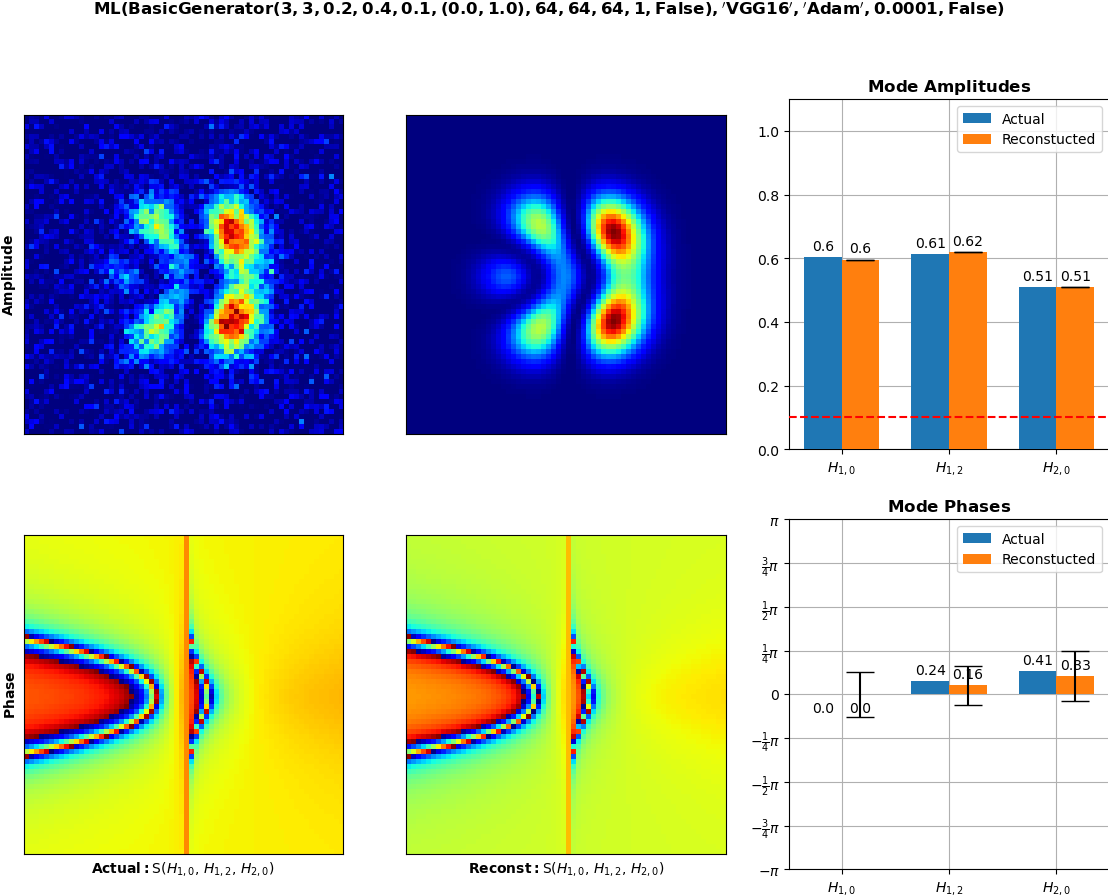 ML(BasicGenerator(3, 3, 0.2, 0.4, 0.1, (0.0, 1.0), 64, 64, 64, 1, False), ′VGG16′, ′Adam′, 0.0001, False)
Amplitude
Mode Amplitudes
Actual
Reconstucted
1.0
0.8
0.6
0.4
0.2
0.0
0.6
0.6
0.61
0.62
0.51
0.51
H1,0
H1,2
H2,0
Phase
Actual: S(H1,0, H1,2, H2,0)
Reconst: S(H1,0, H1,2, H2,0)
Mode Phases
Actual
Reconstucted
π
3/4π
1/2π
1/4π
0
−1/4π
−1/2π
−3/4π
−π
0.0
0.0
0.24
0.16
0.41
0.33
H1,0
H1,2
H2,0